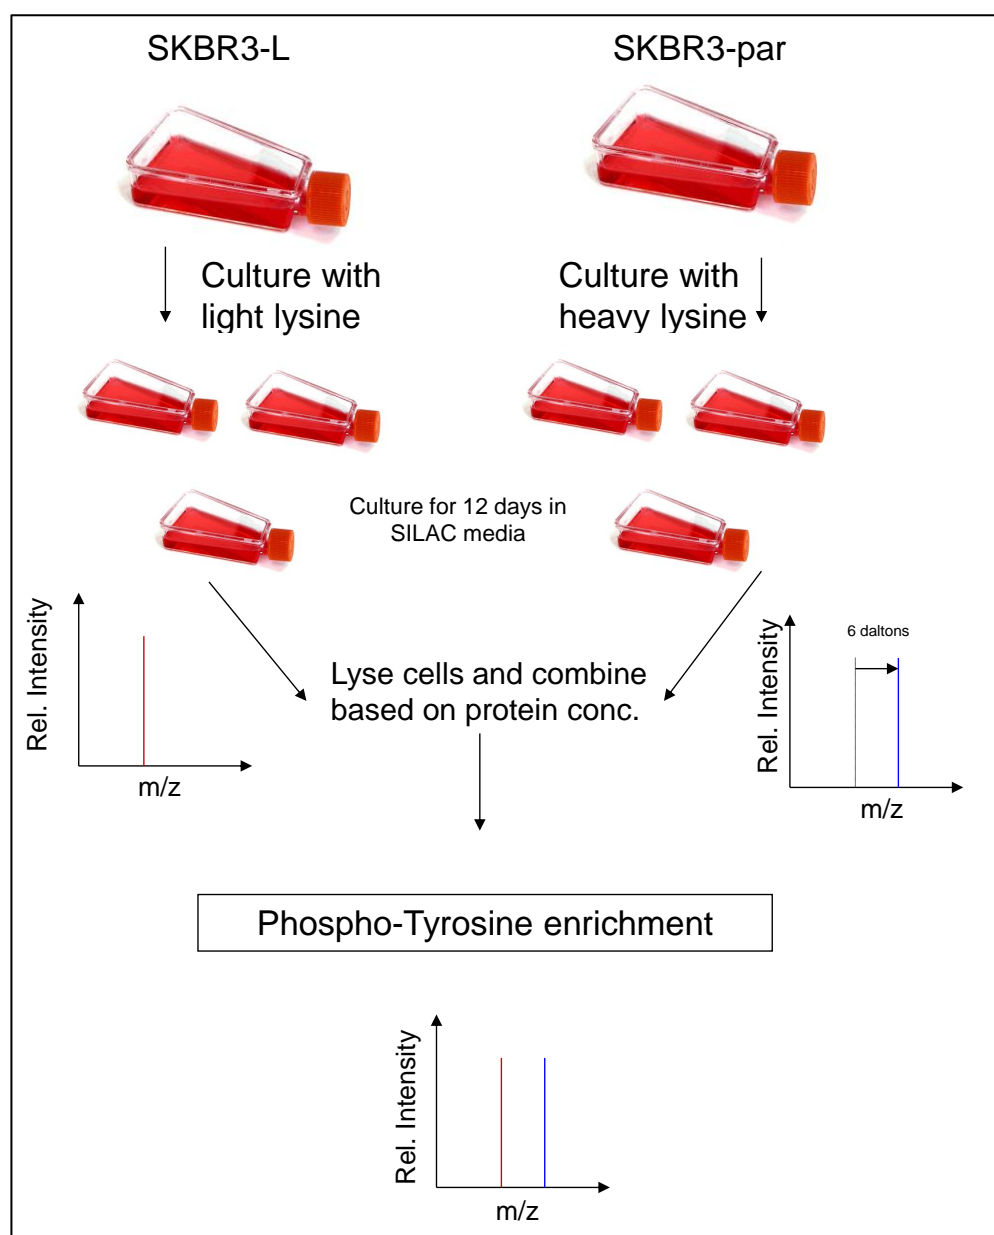 SKBR3-L
SKBR3-par
Culture with
light lysine
Culture with
heavy lysine
Culture for 12 days in
SILAC media
Rel. Intensity
m/z
6 daltons
Rel. Intensity
m/z
Lyse cells and combine
based on protein conc.
Phospho-Tyrosine enrichment
Rel. Intensity
m/z